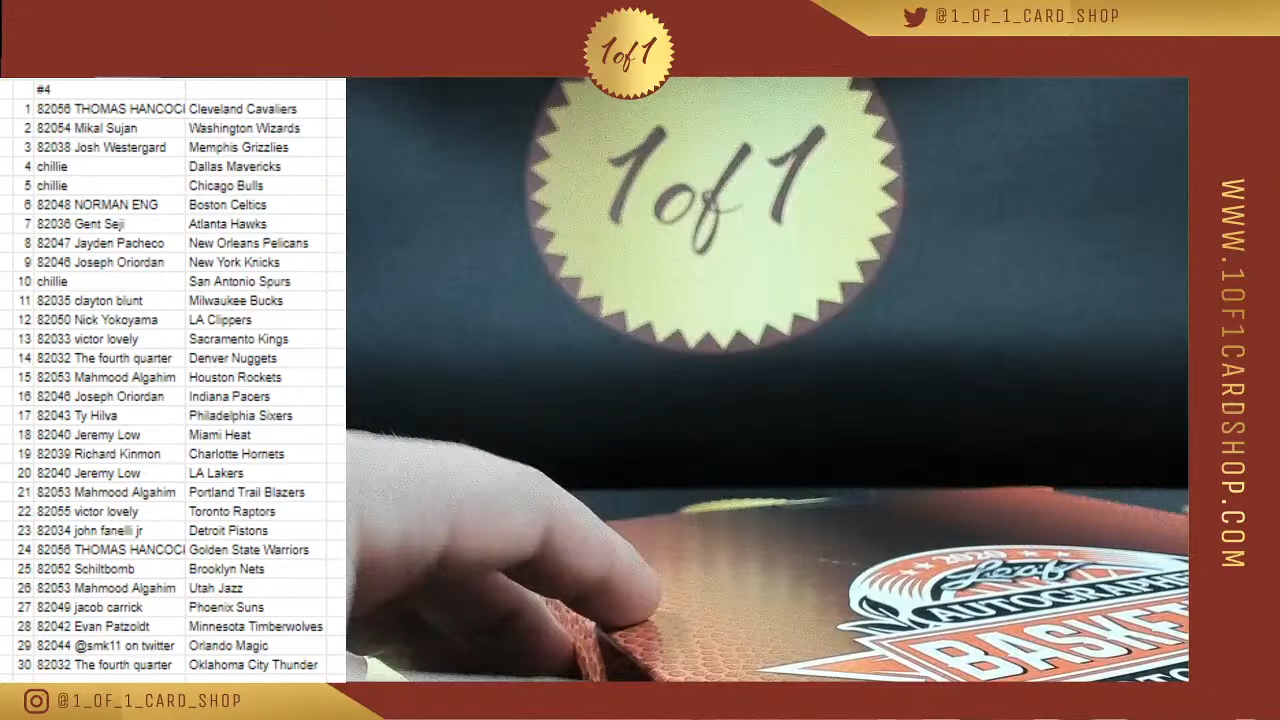 @1_OF_1_CARD_SHOP
1of1
#4
1 82056 THOMAS HANCOCK Cleveland Cavaliers
2 82054 Mikal Sujan Washington Wizards
3 82038 Josh Westergard Memphis Grizzlies
4 chillie Dallas Mavericks
5 chillie Chicago Bulls
6 82048 NORMAN ENG Boston Celtics
7 82036 Gent Seji Atlanta Hawks
8 82047 Jayden Pacheco New Orleans Pelicans
9 82046 Joseph Oriordan New York Knicks
10 chillie San Antonio Spurs
11 82035 clayton blunt Milwaukee Bucks
12 82050 Nick Yokoyama LA Clippers
13 82033 victor lovely Sacramento Kings
14 82032 The fourth quarter Denver Nuggets
15 82053 Mahmood Algahim Houston Rockets
16 82046 Joseph Oriordan Indiana Pacers
17 82043 Ty Hilva Philadelphia Sixers
18 82040 Jeremy Low Miami Heat
19 82039 Richard Kinmon Charlotte Hornets
20 82040 Jeremy Low LA Lakers
21 82053 Mahmood Algahim Portland Trail Blazers
22 82055 victor lovely Toronto Raptors
23 82034 john fanelli jr Detroit Pistons
24 82056 THOMAS HANCOCK Golden State Warriors
25 82052 Schiltbomb Brooklyn Nets
26 82053 Mahmood Algahim Utah Jazz
27 82049 jacob carrick Phoenix Suns
28 82042 Evan Patzoldt Minnesota Timberwolves
29 82044 @smk11 on twitter Orlando Magic
30 82032 The fourth quarter Oklahoma City Thunder
1of1
2020
Leaf
AUTOGRAPHED
BASKET
WWW.1OF1CARDSHOP.COM
@1_OF_1_CARD_SHOP